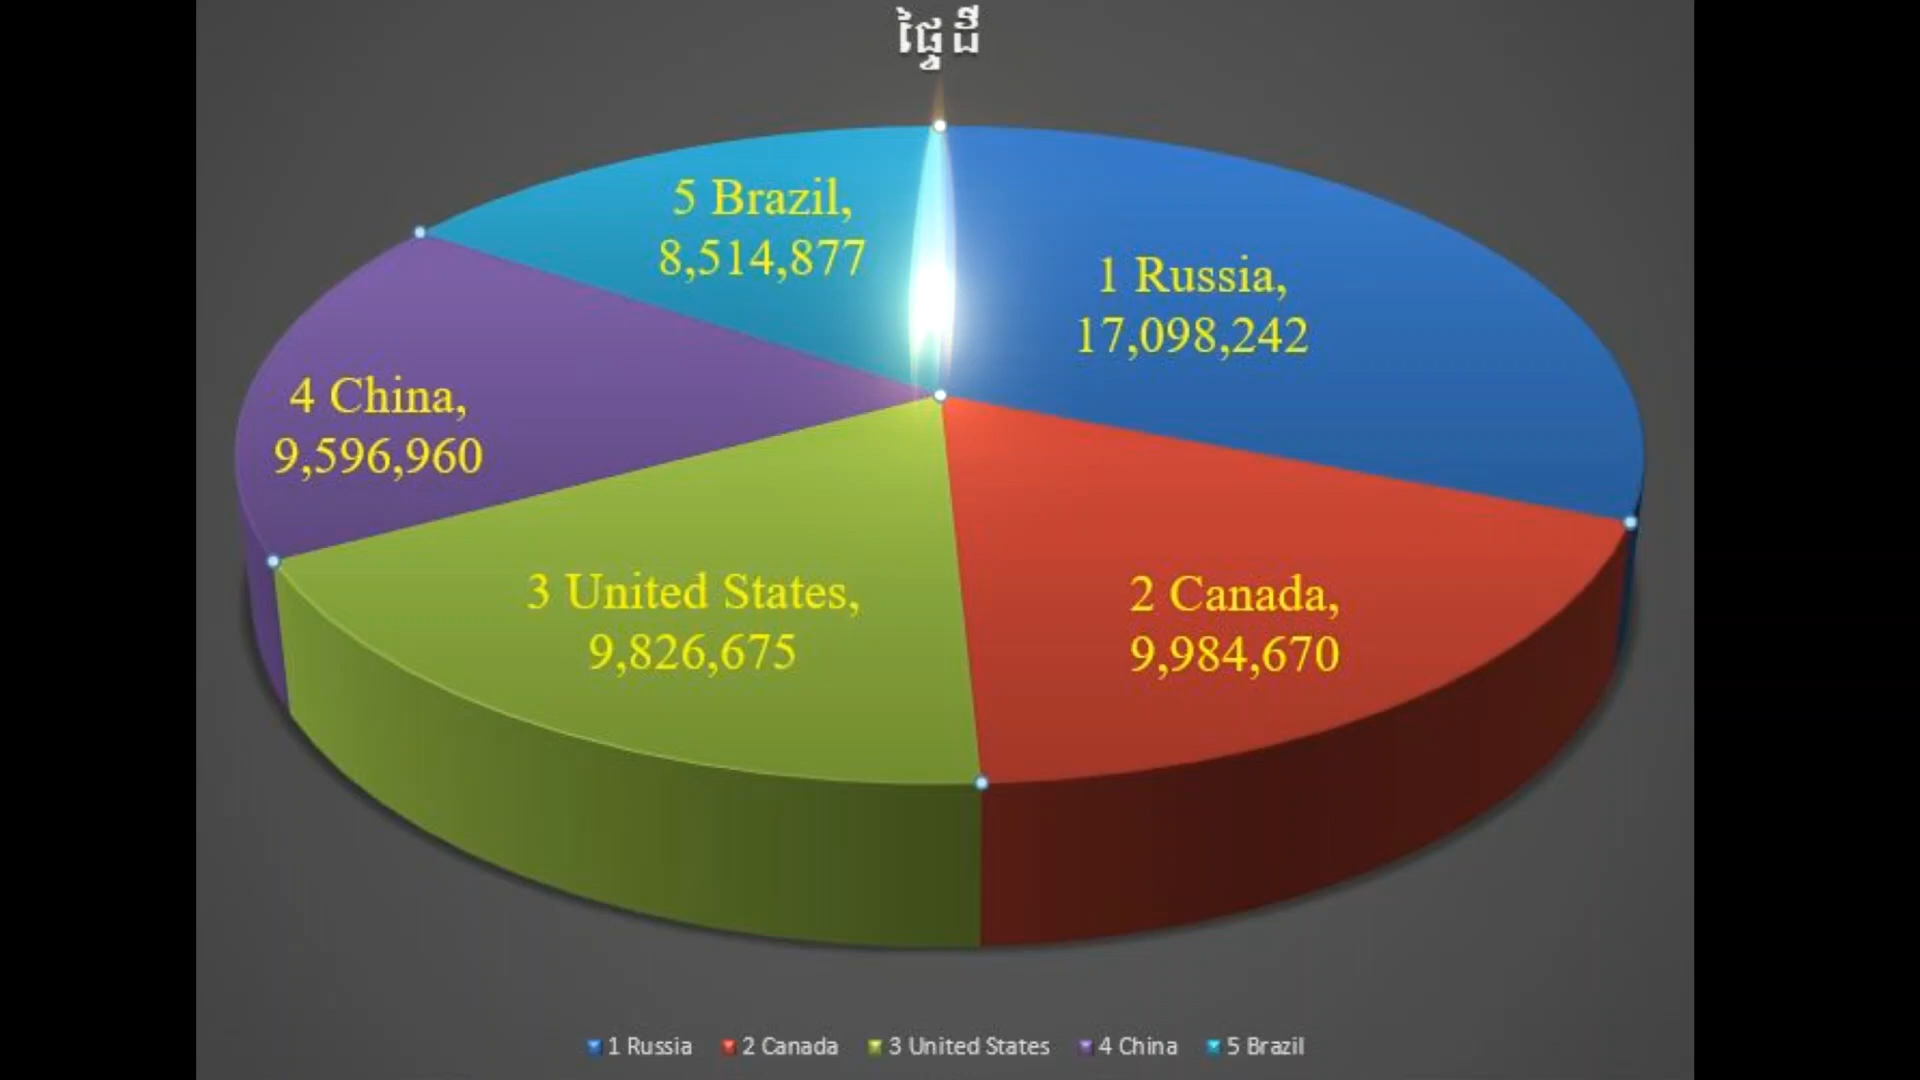 ផ្ទៃដី
5 Brazil,
8,514,877
1 Russia,
17,098,242
4 China,
9,596,960
3 United States,
9,826,675
2 Canada,
9,984,670
1 Russia 2 Canada 3 United States 4 China 5 Brazil